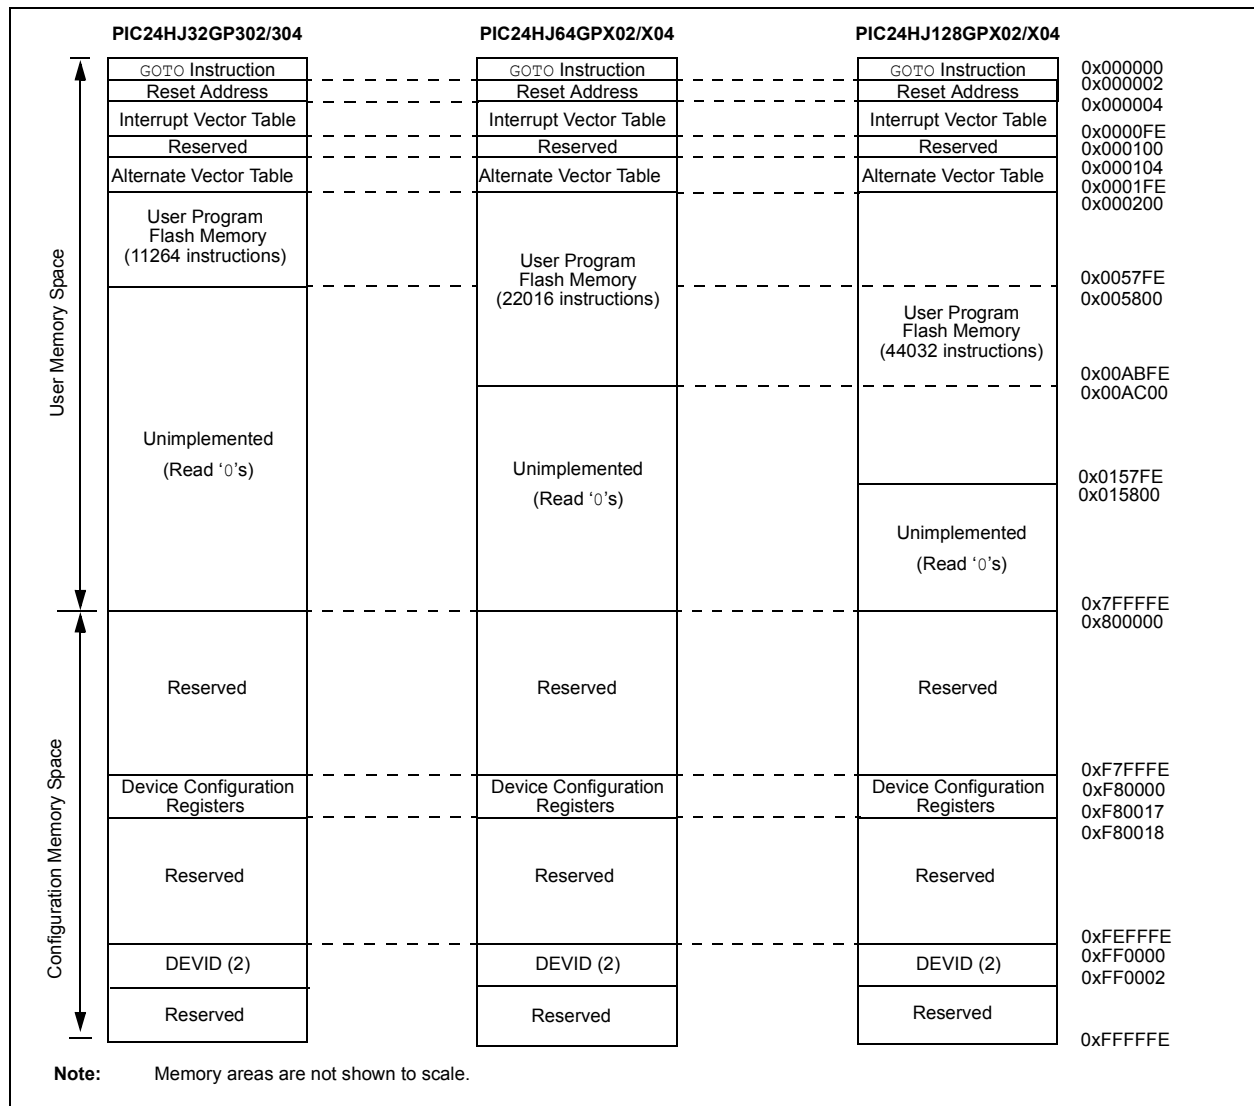 PIC24HJ32GP302/304
PIC24HJ64GPX02/X04
PIC24HJ128GPX02/X04
GOTO Instruction
GOTO Instruction
GOTO Instruction
0x000000
Reset Address
Reset Address
Reset Address
0x000002
0x000004
Interrupt Vector Table
Interrupt Vector Table
Interrupt Vector Table
0x0000FE
Reserved
Reserved
Reserved
0x000100
0x000104
Alternate Vector Table
Alternate Vector Table
Alternate Vector Table
0x0001FE
0x000200
User Program
Flash Memory
(11264 instructions)
User Program
Flash Memory
(22016 instructions)
0x0057FE
0x005800
User Program
Flash Memory
(44032 instructions)
User Memory Space
0x00ABFE
0x00AC00
Unimplemented
(Read ‘0’s)
Unimplemented
(Read ‘0’s)
0x0157FE
0x015800
Unimplemented
(Read ‘0’s)
0x7FFFFE
0x800000
Reserved
Reserved
Reserved
0xF7FFFE
Device Configuration
Registers
Device Configuration
Registers
Device Configuration
Registers
0xF80000
0xF80017
0xF80018
Configuration Memory Space
Reserved
Reserved
Reserved
0xFEFFFE
DEVID (2)
DEVID (2)
DEVID (2)
0xFF0000
0xFF0002
Reserved
Reserved
Reserved
0xFFFFFE
Note: Memory areas are not shown to scale.